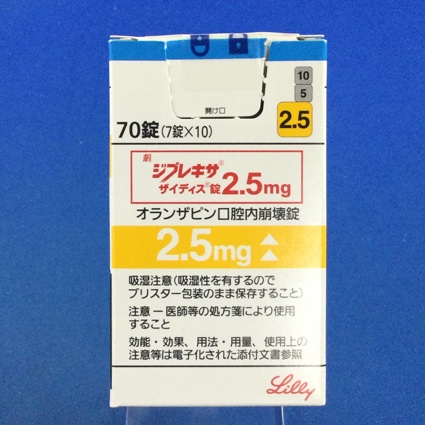 開け口
10
5
2.5
70錠(7錠×10)
劇
ジプレキサ®
ザイディス®錠2.5mg
オランザピン口腔内崩壊錠
2.5mg
吸湿注意(吸湿性を有するので
ブリスター包装のまま保存すること)
注意 ー 医師等の処方箋により使用
すること
効能・効果、用法・用量、使用上の
注意等は電子化された添付文書参照
Lilly